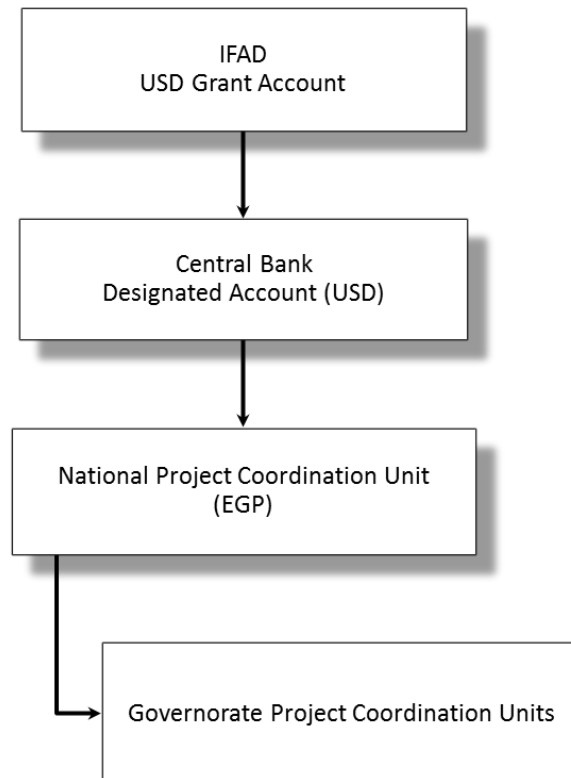 IFAD
USD Grant Account
Central Bank
Designated Account (USD)
National Project Coordination Unit
(EGP)
Governorate Project Coordination Units